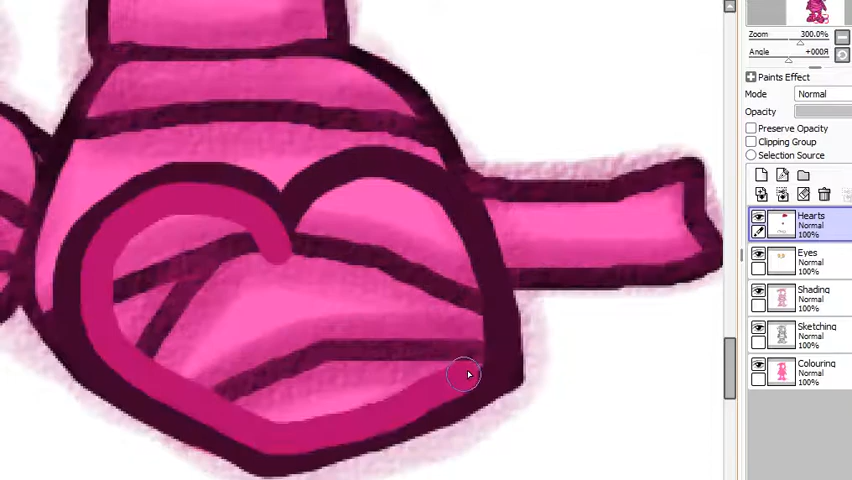 Zoom 300.0%
Angle +000R
Paints Effect
Mode Normal
Opacity
Preserve Opacity
Clipping Group
Selection Source
Hearts
Normal
100%
Eyes
Normal
100%
Shading
Normal
100%
Sketching
Normal
100%
Colouring
Normal
100%